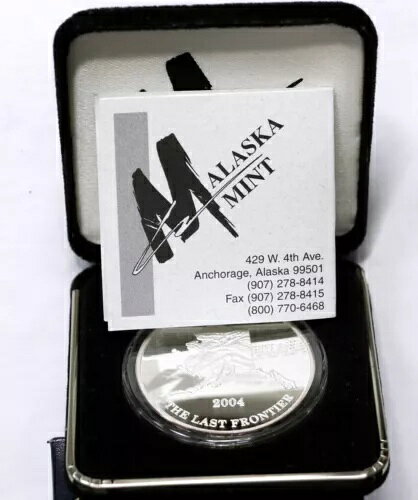 ALASKA
MINT
429 W. 4th Ave.
Anchorage, Alaska 99501
(907) 278-8414
Fax (907) 278-8415
(800) 770-6468
2004
THE LAST FRONTIER